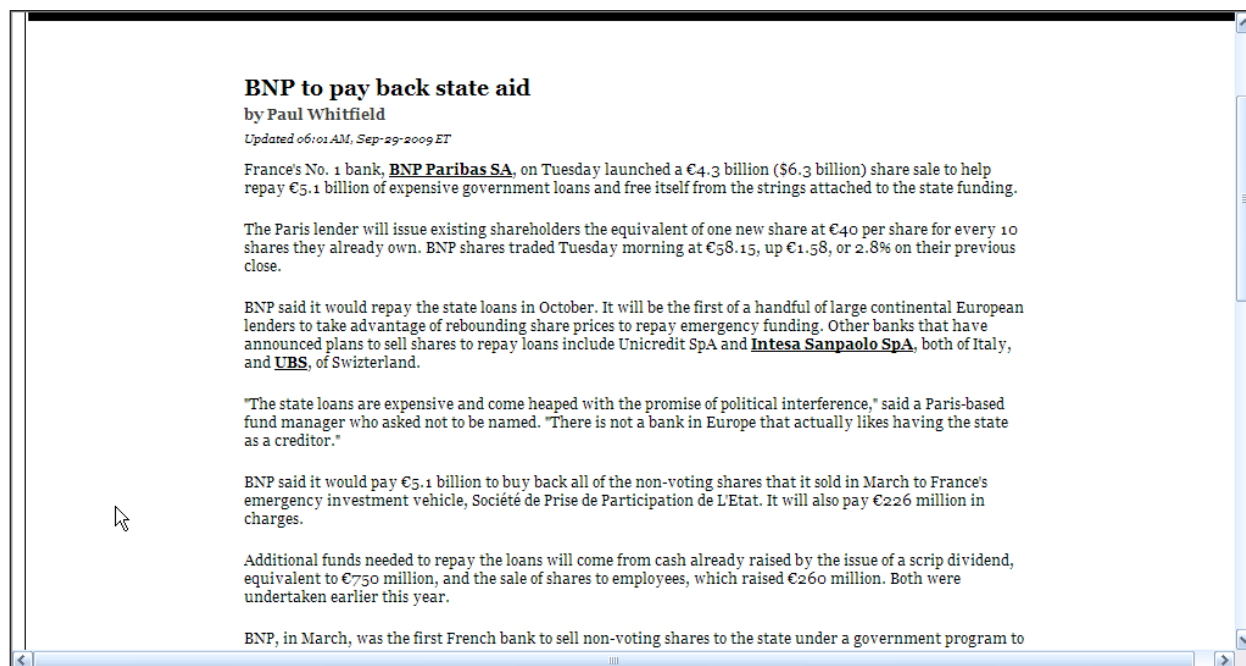 BNP to pay back state aid
by Paul Whitfield
Updated 06:01 AM, Sep-29-2009 ET
France's No. 1 bank, BNP Paribas SA, on Tuesday launched a €4.3 billion ($6.3 billion) share sale to help
repay €5.1 billion of expensive government loans and free itself from the strings attached to the state funding.
The Paris lender will issue existing shareholders the equivalent of one new share at €40 per share for every 10
shares they already own. BNP shares traded Tuesday morning at €58.15, up €1.58, or 2.8% on their previous
close.
BNP said it would repay the state loans in October. It will be the first of a handful of large continental European
lenders to take advantage of rebounding share prices to repay emergency funding. Other banks that have
announced plans to sell shares to repay loans include Unicredit SpA and Intesa Sanpaolo SpA, both of Italy,
and UBS, of Swizterland.
"The state loans are expensive and come heaped with the promise of political interference," said a Paris-based
fund manager who asked not to be named. "There is not a bank in Europe that actually likes having the state
as a creditor."
BNP said it would pay €5.1 billion to buy back all of the non-voting shares that it sold in March to France's
emergency investment vehicle, Société de Prise de Participation de L'Etat. It will also pay €226 million in
charges.
Additional funds needed to repay the loans will come from cash already raised by the issue of a scrip dividend,
equivalent to €750 million, and the sale of shares to employees, which raised €260 million. Both were
undertaken earlier this year.
BNP, in March, was the first French bank to sell non-voting shares to the state under a government program to